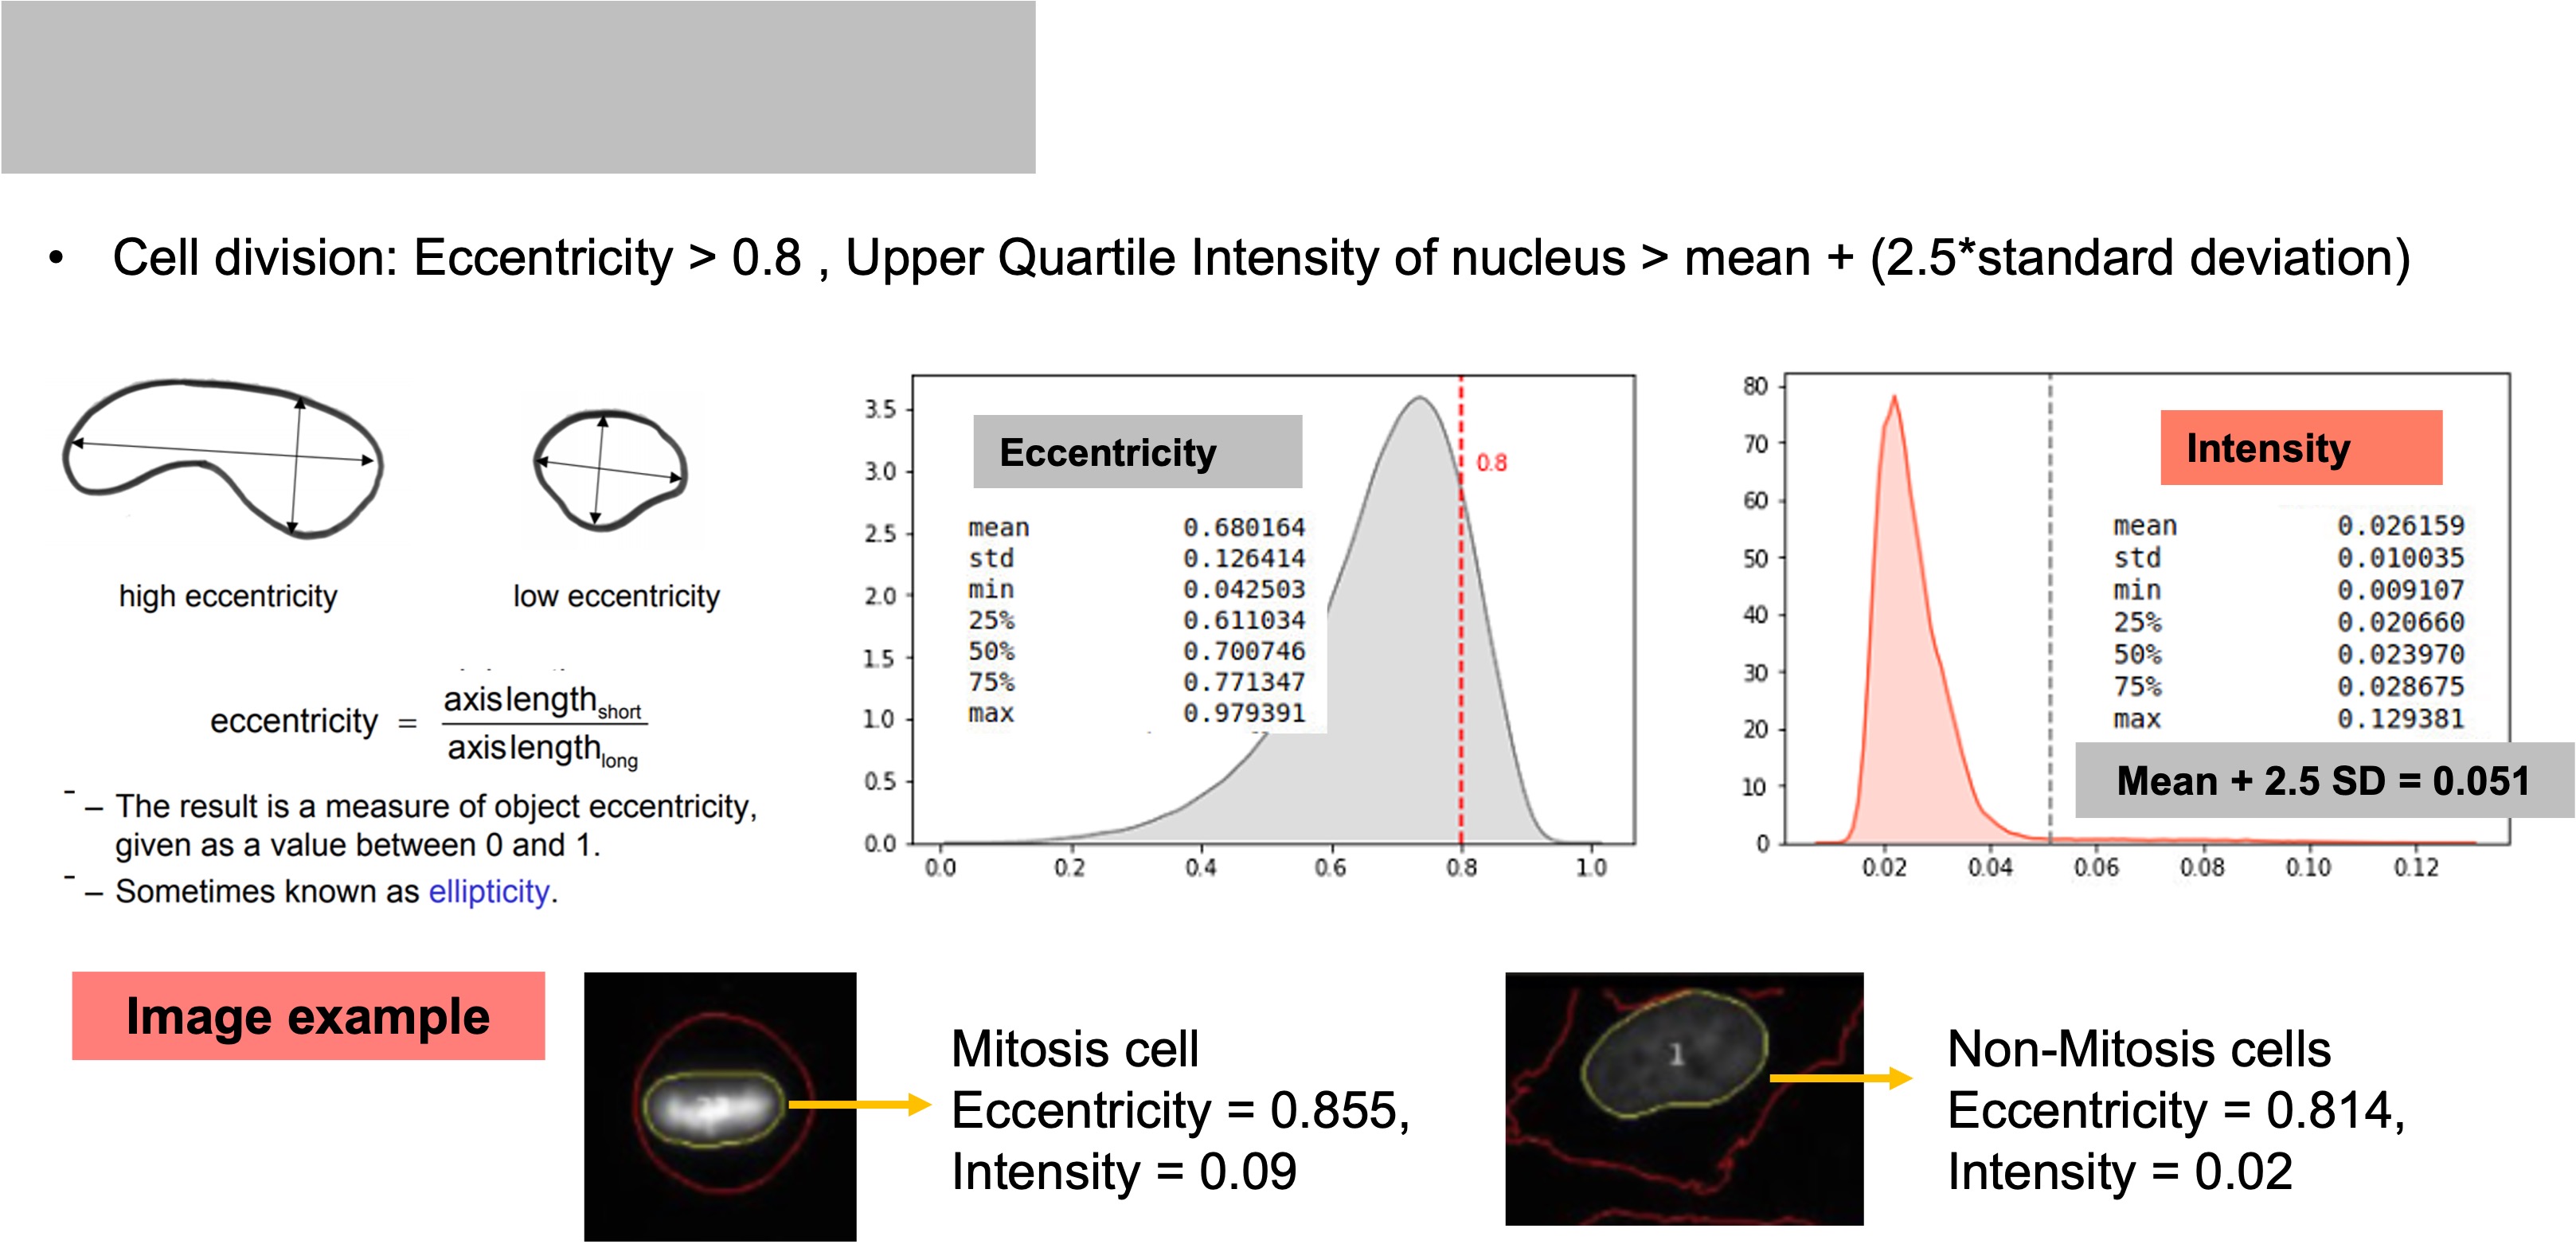 • Cell division: Eccentricity > 0.8 , Upper Quartile Intensity of nucleus > mean + (2.5*standard deviation)
high eccentricity
low eccentricity
eccentricity = axislength short / axislength long
– The result is a measure of object eccentricity,
given as a value between 0 and 1.
– Sometimes known as ellipticity.
3.5
3.0
2.5
2.0
1.5
1.0
0.5
0.0
0.0 0.2 0.4 0.6 0.8 1.0
Eccentricity
0.8
mean 0.680164
std 0.126414
min 0.042503
25% 0.611034
50% 0.700746
75% 0.771347
max 0.979391
80
70
60
50
40
30
20
10
0
0.02 0.04 0.06 0.08 0.10 0.12
Intensity
mean 0.026159
std 0.010035
min 0.009107
25% 0.020660
50% 0.023970
75% 0.028675
max 0.129381
Mean + 2.5 SD = 0.051
Image example
Mitosis cell
Eccentricity = 0.855,
Intensity = 0.09
1
Non-Mitosis cells
Eccentricity = 0.814,
Intensity = 0.02